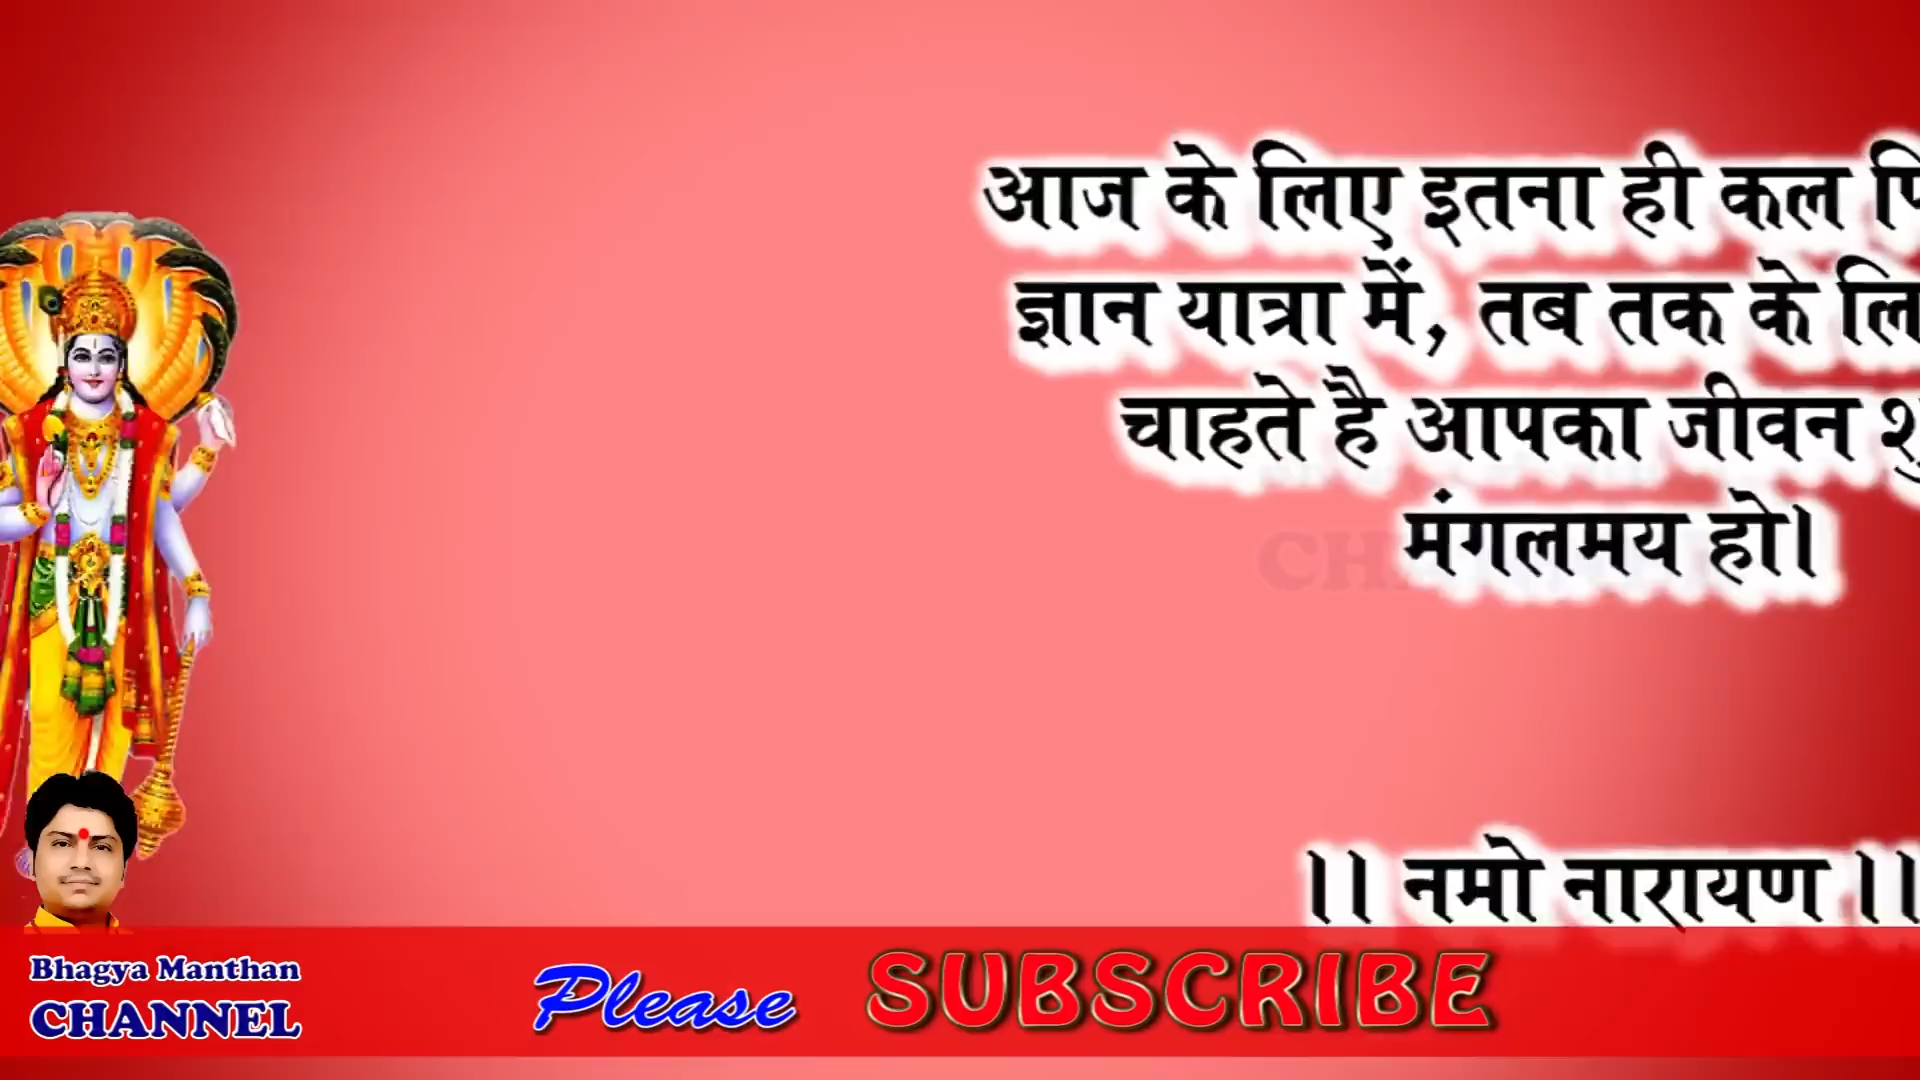 आज के लिए इतना ही कल
ज्ञान यात्रा में, तब तक के
चाहते है आपका जीवन
मंगलमय हो।
।। नमो नारायण ।।
Bhagya Manthan
CHANNEL
Please SUBSCRIBE